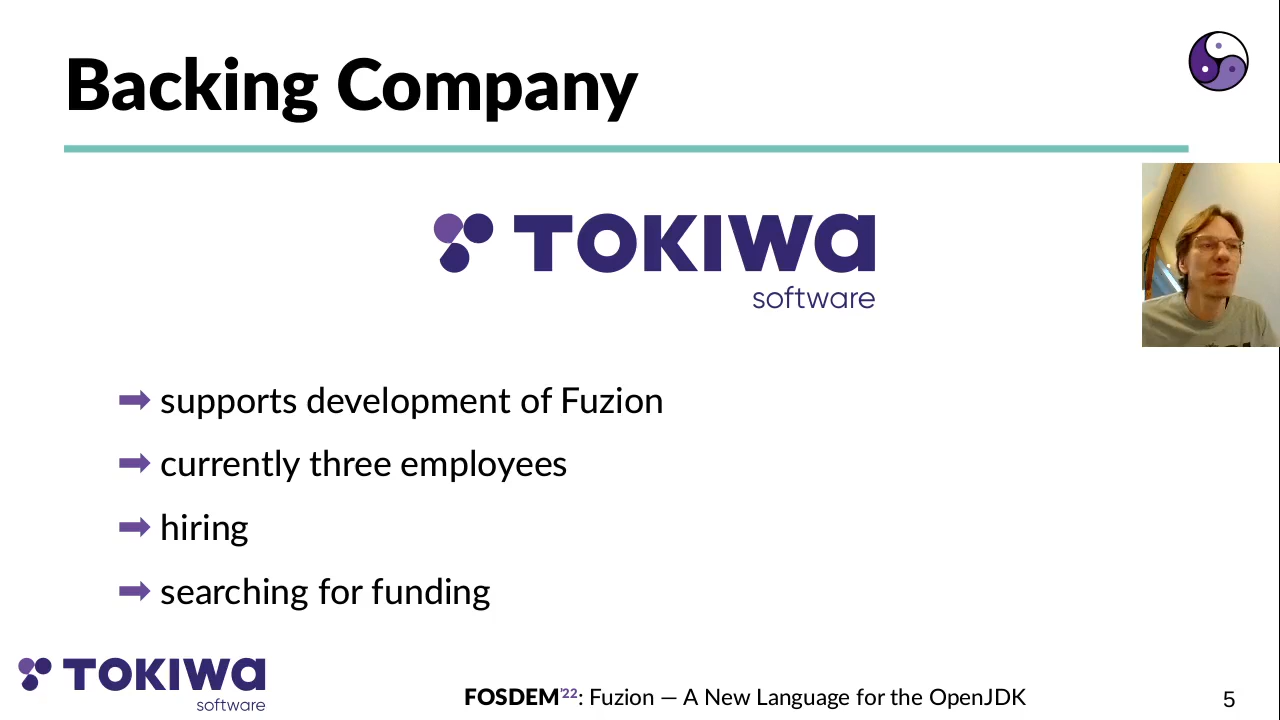 Backing Company
TOKIWA
software
➡ supports development of Fuzion
➡ currently three employees
➡ hiring
➡ searching for funding
TOKIWA
software
FOSDEM'22: Fuzion — A New Language for the OpenJDK
5